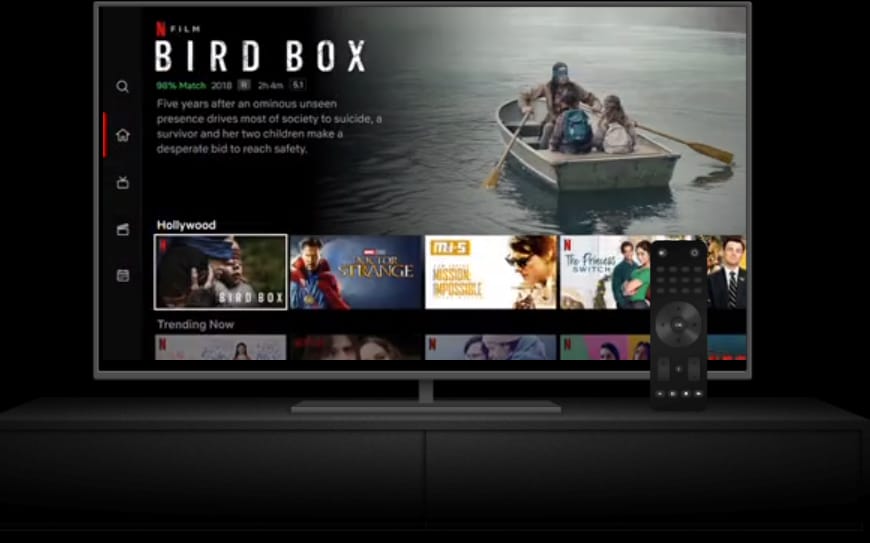 N FILM
BIRD BOX
98% Match 2018 R 2h 4m 5.1
Five years after an ominous unseen
presence drives most of society to suicide, a
survivor and her two children make a
desperate bid to reach safety.
Hollywood
N
BIRD BOX
MARVEL
DOCTOR
STRANGE
M:I-5
MISSION:
IMPOSSIBLE
N
The Princess
SWITCH
Trending Now
N
N
N